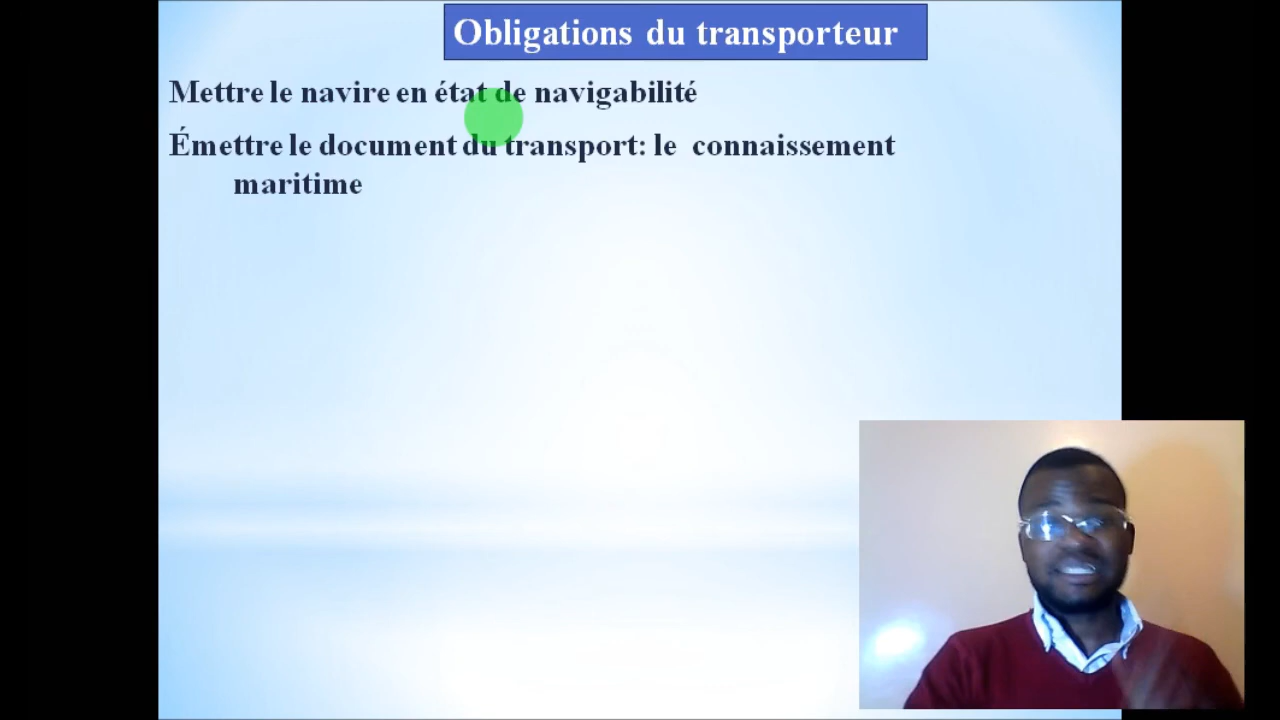 Obligations du transporteur
Mettre le navire en état de navigabilité
Émettre le document du transport: le connaissement
maritime